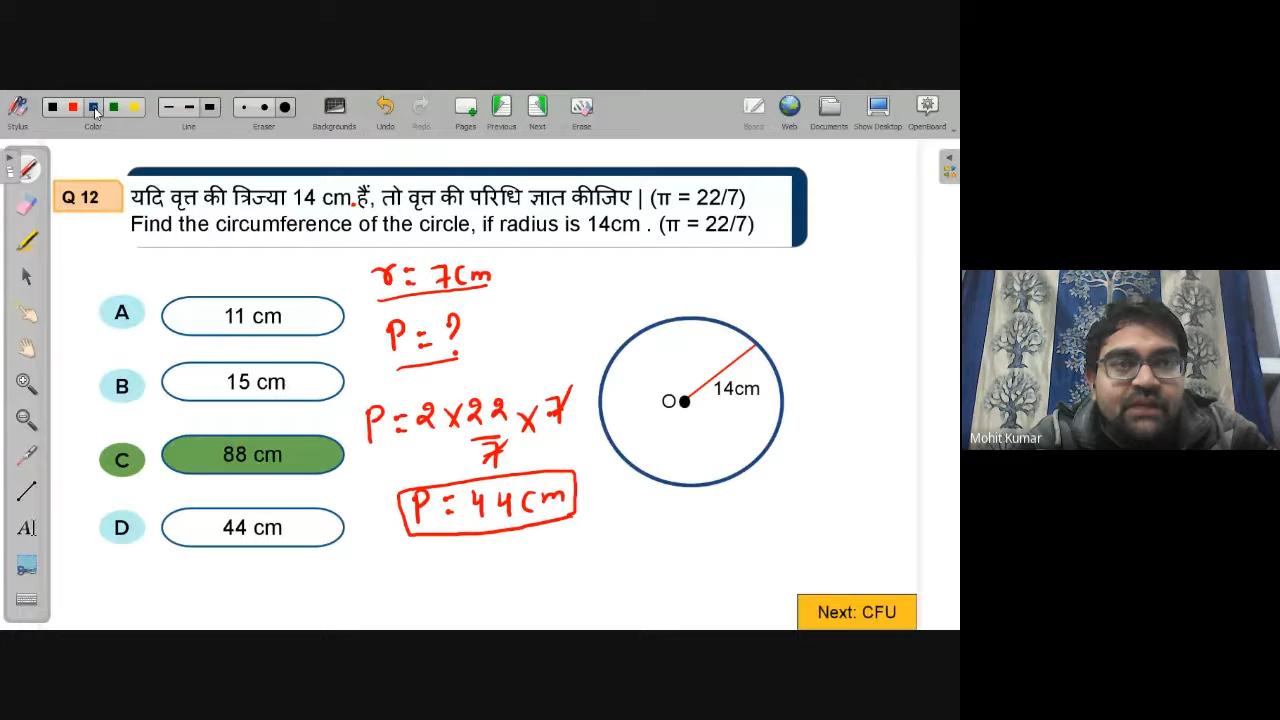 Stylus
Color
Line
Eraser
Backgrounds
Undo
Redo
Pages
Previous
Next
Erase
Board
Web
Documents
Show Desktop
OpenBoard
Q 12
यदि वृत्त की त्रिज्या 14 cm.हैं, तो वृत्त की परिधि ज्ञात कीजिए | (π = 22/7)
Find the circumference of the circle, if radius is 14cm . (π = 22/7)
A
11 cm
B
15 cm
C
88 cm
D
44 cm
r = 7cm
P = ?
P = 2 × 22/7 × 7
P = 44cm
O
14cm
A
Next: CFU
Mohit Kumar